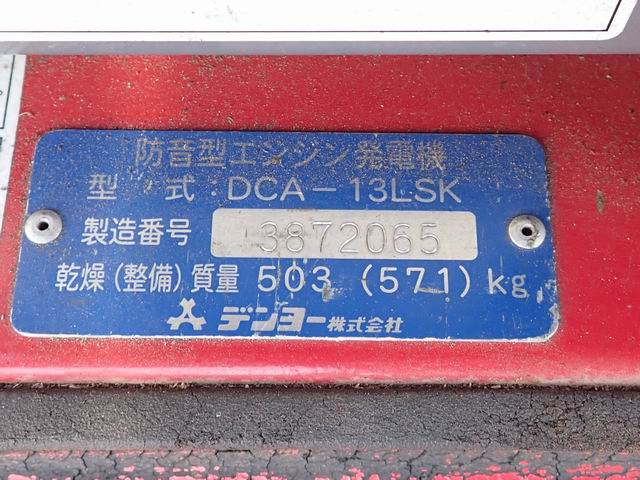 防音型エンジン発電機
型 式 DCA-13LSK
製造番号 3872065
乾燥(整備)質量 503 (571) kg
デンヨー株式会社